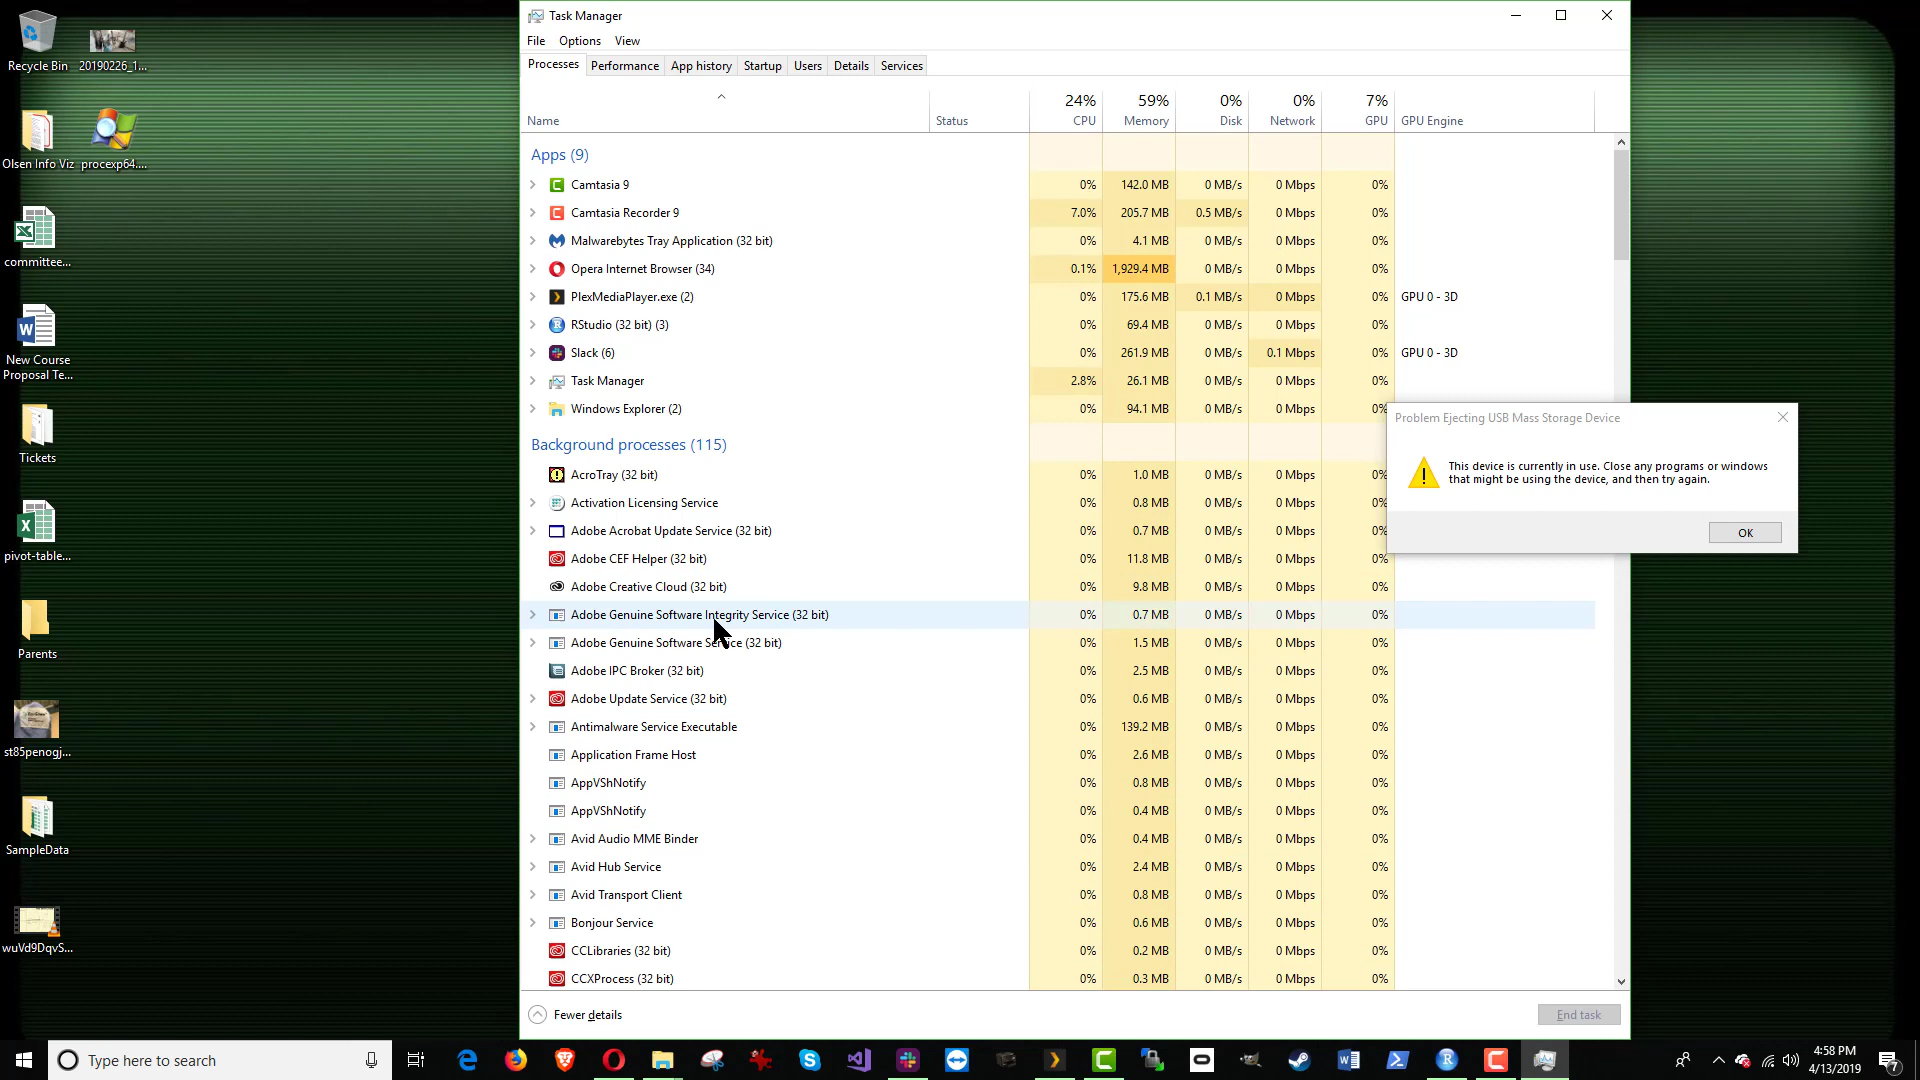 Recycle Bin
20190226_1...
Olsen Info Viz
procexp64....
committee...
New Course
Proposal Te...
Tickets
pivot-table...
Parents
st85penogj...
SampleData
wuVd9DqvS...
Task Manager
File Options View
Processes Performance App history Startup Users Details Services
24% 59% 0% 0% 7%
Name Status CPU Memory Disk Network GPU GPU Engine
Apps (9)
Camtasia 9 0% 142.0 MB 0 MB/s 0 Mbps 0%
Camtasia Recorder 9 7.0% 205.7 MB 0.5 MB/s 0 Mbps 0%
Malwarebytes Tray Application (32 bit) 0% 4.1 MB 0 MB/s 0 Mbps 0%
Opera Internet Browser (34) 0.1% 1,929.4 MB 0 MB/s 0 Mbps 0%
PlexMediaPlayer.exe (2) 0% 175.6 MB 0.1 MB/s 0 Mbps 0% GPU 0 - 3D
RStudio (32 bit) (3) 0% 69.4 MB 0 MB/s 0 Mbps 0%
Slack (6) 0% 261.9 MB 0 MB/s 0.1 Mbps 0% GPU 0 - 3D
Task Manager 2.8% 26.1 MB 0 MB/s 0 Mbps 0%
Windows Explorer (2) 0% 94.1 MB 0 MB/s 0 Mbps 0%
Background processes (115)
AcroTray (32 bit) 0% 1.0 MB 0 MB/s 0 Mbps 0%
Activation Licensing Service 0% 0.8 MB 0 MB/s 0 Mbps 0%
Adobe Acrobat Update Service (32 bit) 0% 0.7 MB 0 MB/s 0 Mbps 0%
Adobe CEF Helper (32 bit) 0% 11.8 MB 0 MB/s 0 Mbps 0%
Adobe Creative Cloud (32 bit) 0% 9.8 MB 0 MB/s 0 Mbps 0%
Adobe Genuine Software Integrity Service (32 bit) 0% 0.7 MB 0 MB/s 0 Mbps 0%
Adobe Genuine Software Service (32 bit) 0% 1.5 MB 0 MB/s 0 Mbps 0%
Adobe IPC Broker (32 bit) 0% 2.5 MB 0 MB/s 0 Mbps 0%
Adobe Update Service (32 bit) 0% 0.6 MB 0 MB/s 0 Mbps 0%
Antimalware Service Executable 0% 139.2 MB 0 MB/s 0 Mbps 0%
Application Frame Host 0% 2.6 MB 0 MB/s 0 Mbps 0%
AppVShNotify 0% 0.8 MB 0 MB/s 0 Mbps 0%
AppVShNotify 0% 0.4 MB 0 MB/s 0 Mbps 0%
Avid Audio MME Binder 0% 0.4 MB 0 MB/s 0 Mbps 0%
Avid Hub Service 0% 2.4 MB 0 MB/s 0 Mbps 0%
Avid Transport Client 0% 0.8 MB 0 MB/s 0 Mbps 0%
Bonjour Service 0% 0.6 MB 0 MB/s 0 Mbps 0%
CCLibraries (32 bit) 0% 0.2 MB 0 MB/s 0 Mbps 0%
CCXProcess (32 bit) 0% 0.3 MB 0 MB/s 0 Mbps 0%
Fewer details End task
Problem Ejecting USB Mass Storage Device
This device is currently in use. Close any programs or windows
that might be using the device, and then try again.
OK
Type here to search
4:58 PM
4/13/2019
7